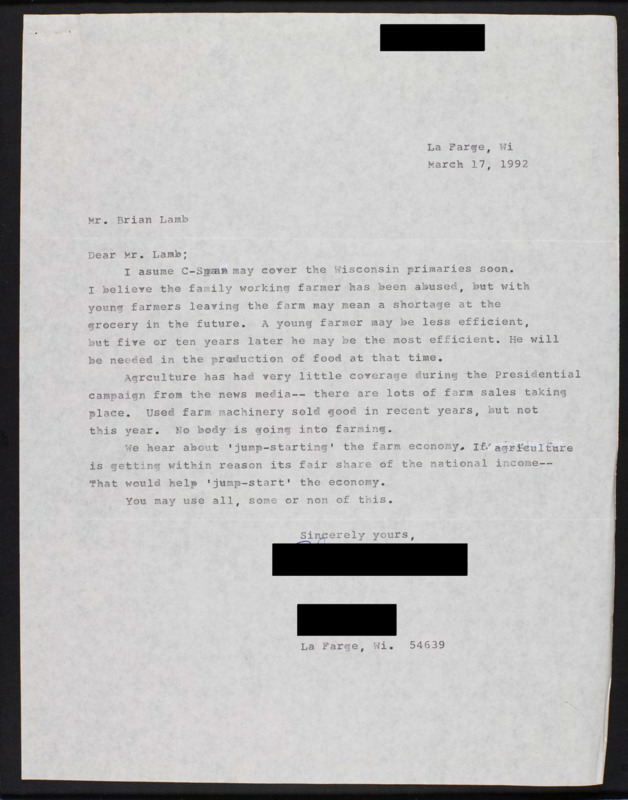 La Farge, Wi
March 17, 1992
Mr. Brian Lamb
Dear Mr. Lamb;
I asume C-Span may cover the Wisconsin primaries soon.
I believe the family working farmer has been abused, but with
young farmers leaving the farm may mean a shortage at the
grocery in the future. A young farmer may be less efficient,
but five or ten years later he may be the most efficient. He will
be needed in the production of food at that time.
Agrculture has had very little coverage during the Presidential
campaign from the news media-- there are lots of farm sales taking
place. Used farm machinery sold good in recent years, but not
this year. No body is going into farming.
We hear about 'jump-starting' the farm economy. If agriculture
is getting within reason its fair share of the national income--
That would help 'jump-start' the economy.
You may use all, some or non of this.
Sincerely yours,
La Farge, Wi. 54639